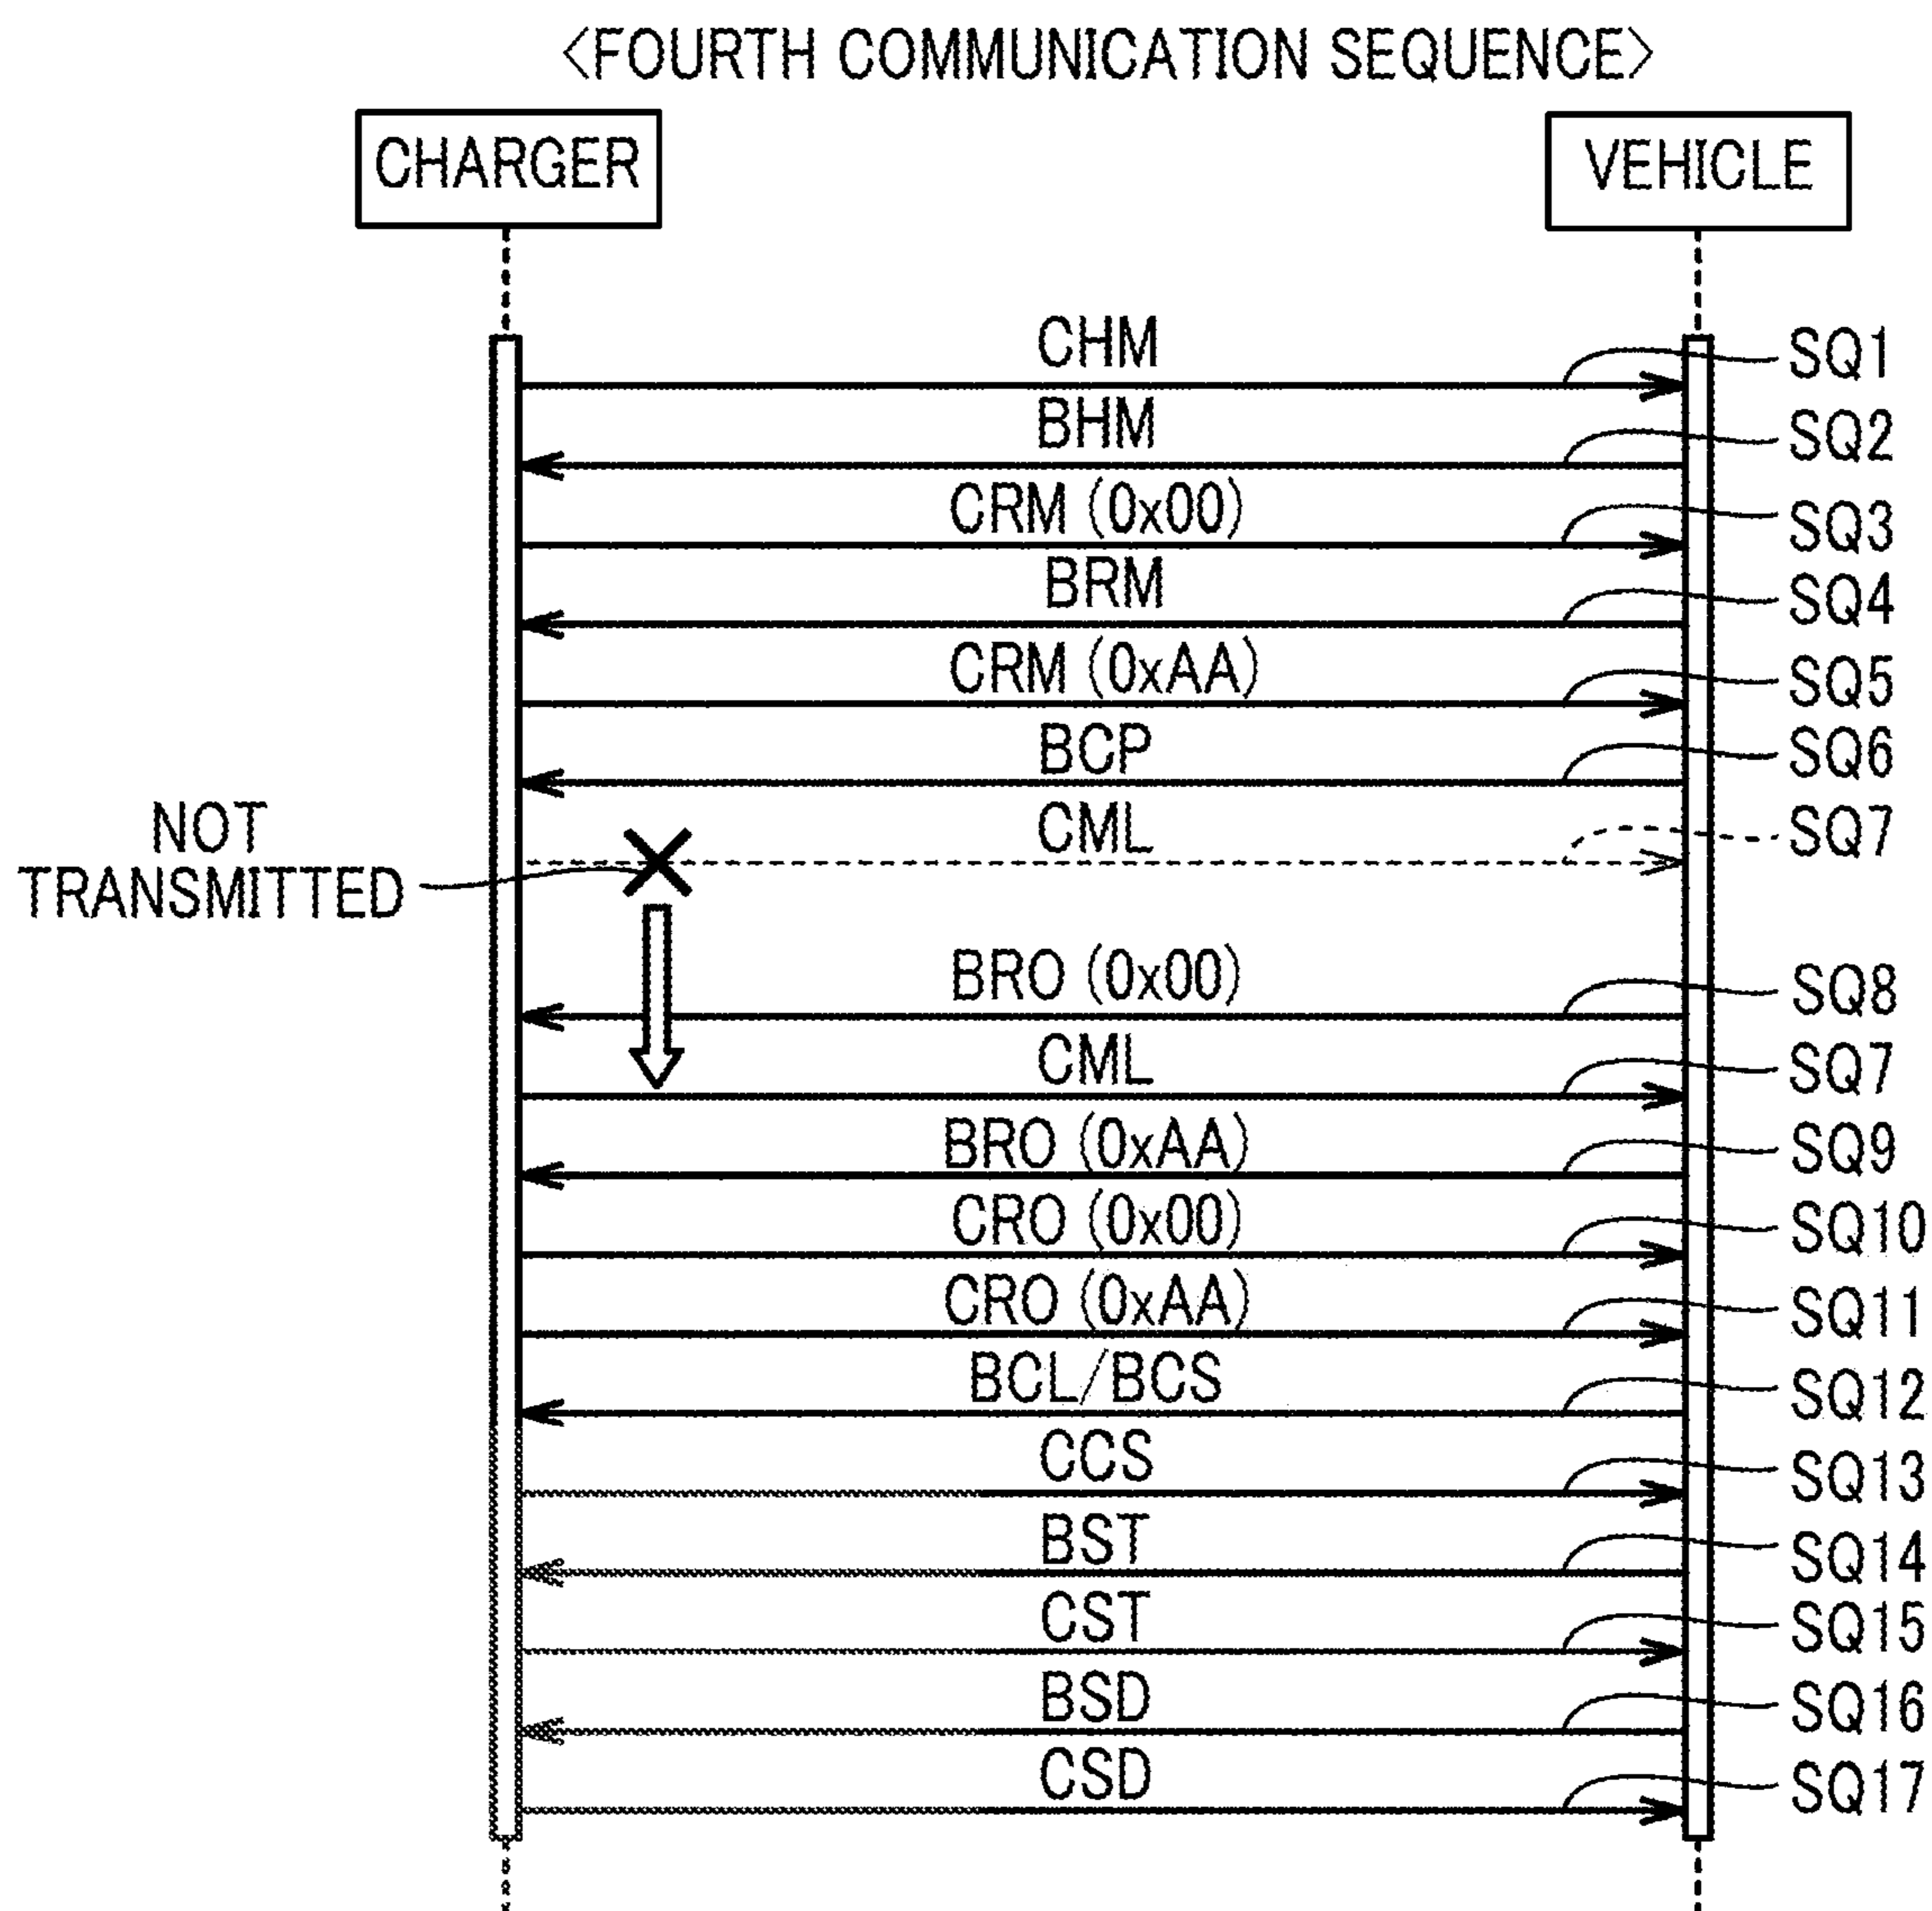 <FOURTH COMMUNICATION SEQUENCE>
CHARGER
VEHICLE
CHM
SQ1
BHM
SQ2
CRM (0x00)
SQ3
BRM
SQ4
CRM (0xAA)
SQ5
BCP
SQ6
NOT
TRANSMITTED
CML
SQ7
BRO (0x00)
SQ8
CML
SQ7
BRO (0xAA)
SQ9
CRO (0x00)
SQ10
CRO (0xAA)
SQ11
BCL/BCS
SQ12
CCS
SQ13
BST
SQ14
CST
SQ15
BSD
SQ16
CSD
SQ17